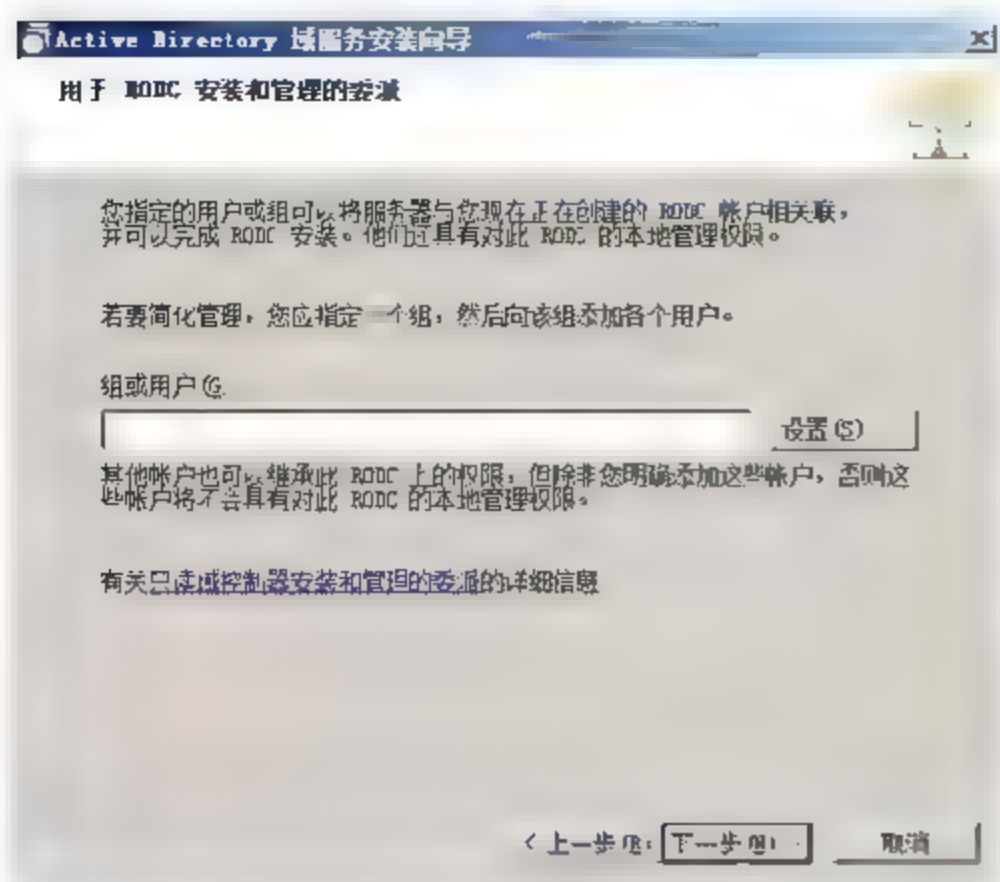 Active Directory 域服务安装向导
用于 RODC 安装和管理的委派
您指定的用户或组可以将服务器与您现在正在创建的 RODC 帐户相关联,
并可以完成 RODC 安装。他们还具有对此 RODC 的本地管理权限。
若要简化管理,您应指定一个组,然后向该组添加各个用户。
组或用户(G)
设置(S)
其他帐户也可以继承此 RODC 上的权限,但除非您明确添加这些帐户,否则这
些帐户将不会具有对此 RODC 的本地管理权限。
有关只读域控制器安装和管理的委派的详细信息
< 上一步(B) 下一步(N) 取消